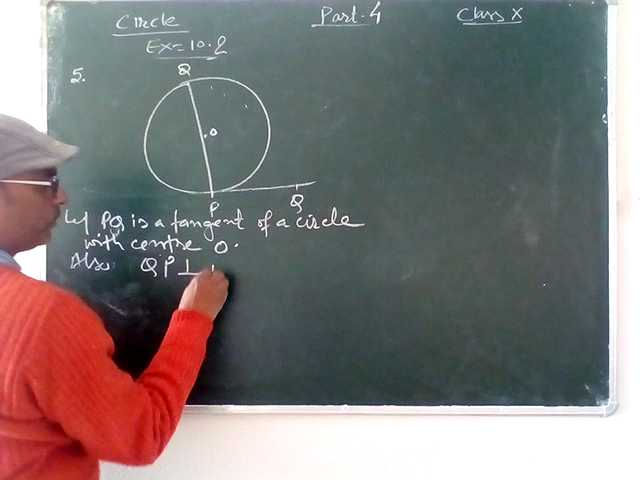 Circle
Part-4
Class X
Ex=10.2
5.
Q
.O
P
Q
Let PQ is a tangent of a circle
with centre O.
Also QP ⊥